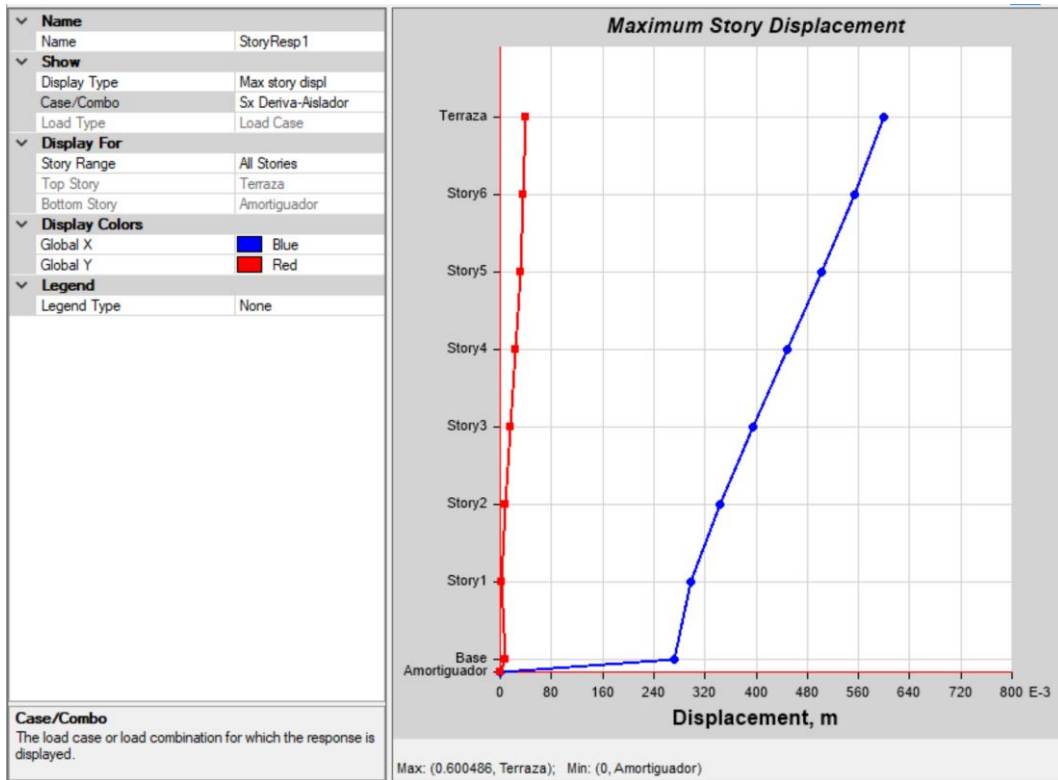 Name
Name StoryResp1
Show
Display Type Max story displ
Case/Combo Sx Deriva-Aislador
Load Type Load Case
Display For
Story Range All Stories
Top Story Terraza
Bottom Story Amortiguador
Display Colors
Global X Blue
Global Y Red
Legend
Legend Type None
Case/Combo
The load case or load combination for which the response is
displayed.
Maximum Story Displacement
Terraza
Story6
Story5
Story4
Story3
Story2
Story1
Base
Amortiguador
0 80 160 240 320 400 480 560 640 720 800 E-3
Displacement, m
Max: (0.600486, Terraza); Min: (0, Amortiguador)